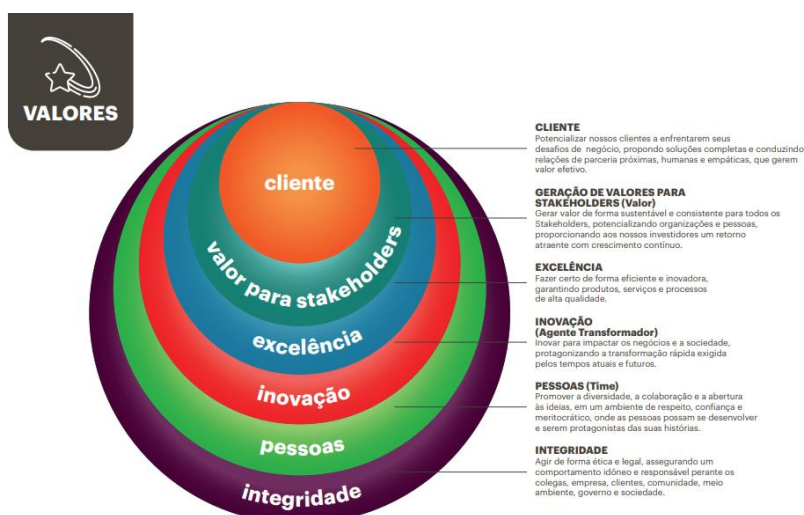 VALORES
cliente
valor para stakeholders
excelência
inovação
pessoas
integridade
CLIENTE
Potencializar nossos clientes a enfrentarem seus
desafios de negócio, propondo soluções completas e conduzindo
relações de parceria próximas, humanas e empáticas, que gerem
valor efetivo.
GERAÇÃO DE VALORES PARA
STAKEHOLDERS (Valor)
Gerar valor de forma sustentável e consistente para todos os
Stakeholders, potencializando organizações e pessoas,
proporcionando aos nossos investidores um retorno
atraente com crescimento contínuo.
EXCELÊNCIA
Fazer certo de forma eficiente e inovadora,
garantindo produtos, serviços e processos
de alta qualidade.
INOVAÇÃO
(Agente Transformador)
Inovar para impactar os negócios e a sociedade,
protagonizando a transformação rápida exigida
pelos tempos atuais e futuros.
PESSOAS (Time)
Promover a diversidade, a colaboração e a abertura
às ideias, em um ambiente de respeito, confiança e
meritocrático, onde as pessoas possam se desenvolver
e serem protagonistas das suas histórias.
INTEGRIDADE
Agir de forma ética e legal, assegurando um
comportamento idôneo e responsável perante os
colegas, empresa, clientes, comunidade, meio
ambiente, governo e sociedade.